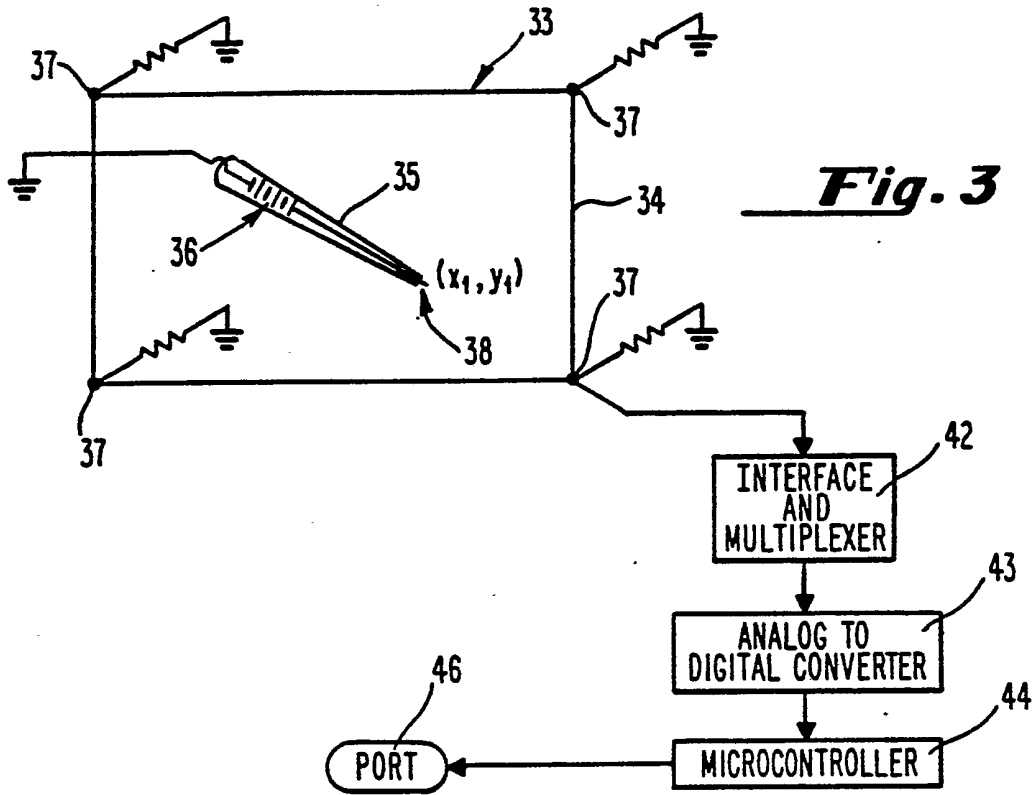 33
37
37
Fig. 3
35
34
36
(x₁, y₁)
37
38
37
42
INTERFACE
AND
MULTIPLEXER
43
ANALOG TO
DIGITAL CONVERTER
46
44
PORT
MICROCONTROLLER